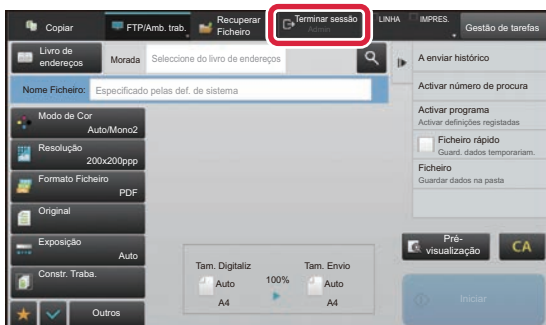 Copiar
FTP/Amb. trab.
Recuperar
Ficheiro
Terminar sessão
Admin
LINHA
IMPRES.
Gestão de tarefas
Livro de
endereços
Morada
Seleccione do livro de endereços
Nome Ficheiro:
Especificado pelas def. de sistema
Modo de Cor
Auto/Mono2
Resolução
200x200ppp
Formato Ficheiro
PDF
Original
Exposição
Auto
Constr. Traba.
Outros
Tam. Digitaliz
Auto
A4
100%
Tam. Envio
Auto
A4
A enviar histórico
Activar número de procura
Activar programa
Activar definições registadas
Ficheiro rápido
Guard. dados temporariam.
Ficheiro
Guardar dados na pasta
Pré-
visualização
CA
Iniciar